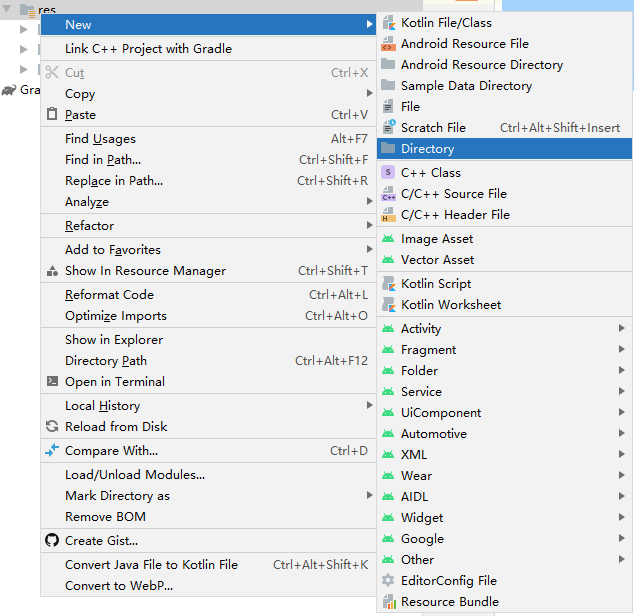 res
New
Link C++ Project with Gradle
Cut Ctrl+X
Copy
Paste Ctrl+V
Find Usages Alt+F7
Find in Path... Ctrl+Shift+F
Replace in Path... Ctrl+Shift+R
Analyze
Refactor
Add to Favorites
Show In Resource Manager Ctrl+Shift+T
Reformat Code Ctrl+Alt+L
Optimize Imports Ctrl+Alt+O
Show in Explorer
Directory Path Ctrl+Alt+F12
Open in Terminal
Local History
Reload from Disk
Compare With... Ctrl+D
Load/Unload Modules...
Mark Directory as
Remove BOM
Create Gist...
Convert Java File to Kotlin File Ctrl+Alt+Shift+K
Convert to WebP...
Gra
Kotlin File/Class
Android Resource File
Android Resource Directory
Sample Data Directory
File
Scratch File Ctrl+Alt+Shift+Insert
Directory
S C++ Class
C++ C/C++ Source File
H C/C++ Header File
Image Asset
Vector Asset
Kotlin Script
Kotlin Worksheet
Activity
Fragment
Folder
Service
UiComponent
Automotive
XML
Wear
AIDL
Widget
Google
Other
EditorConfig File
Resource Bundle